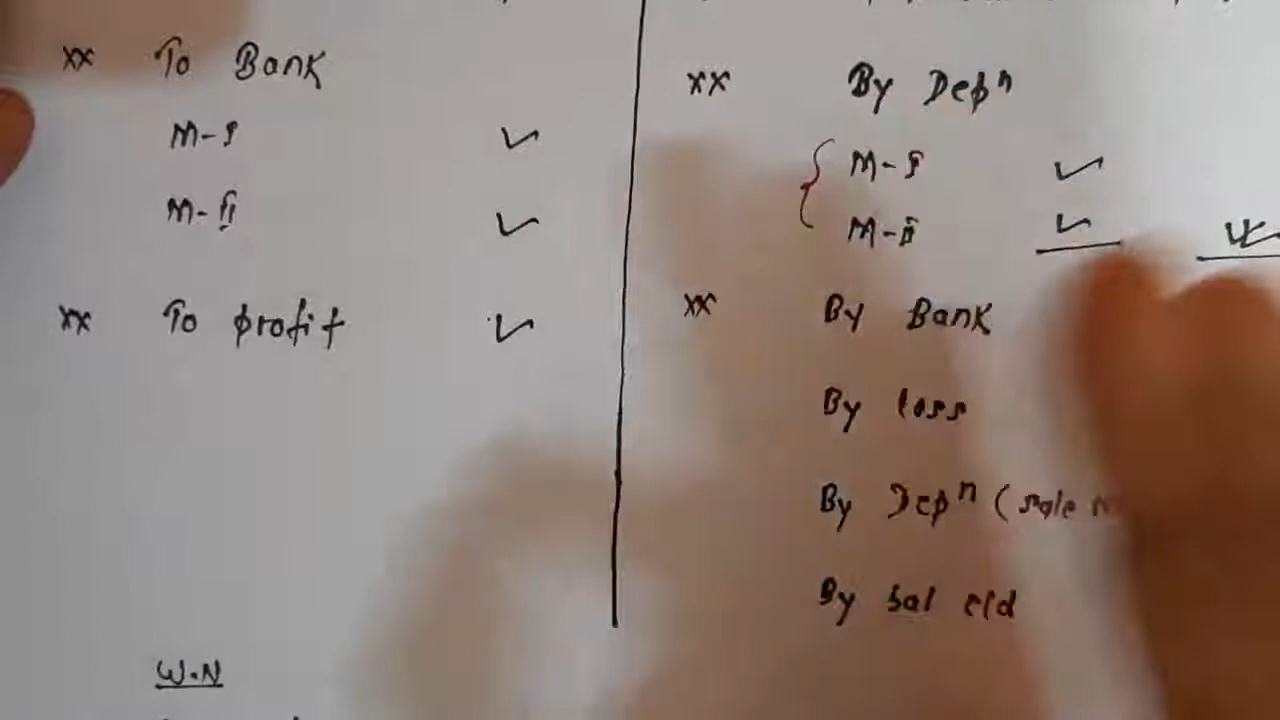 xx To Bank
M-I ✓
M-II ✓
xx To profit ✓
xx By Depⁿ
M-I ✓
M-II ✓
xx By Bank
By loss
By Depⁿ (sale
By bal c/d
W.N